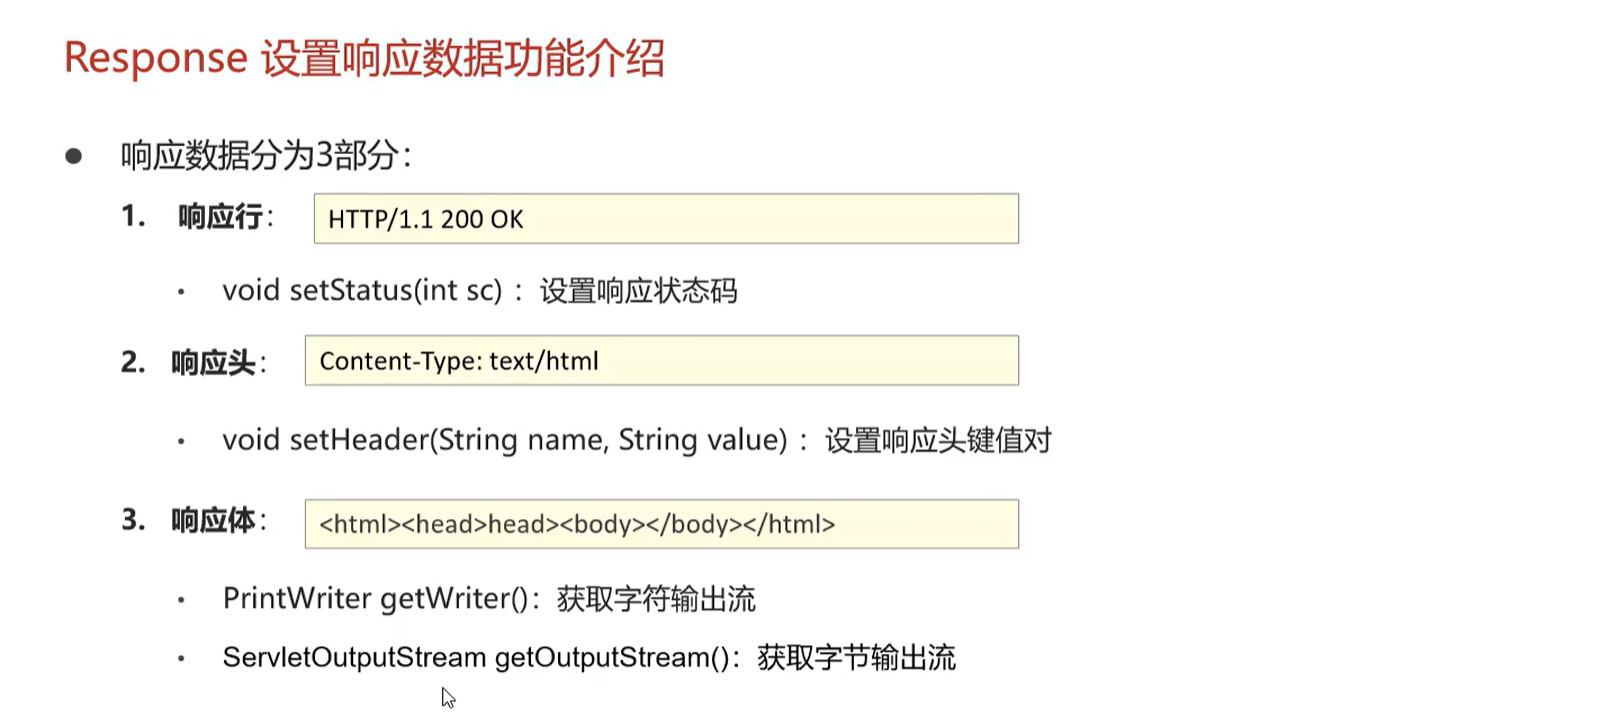 Response 设置响应数据功能介绍
● 响应数据分为3部分：
1. 响应行： HTTP/1.1 200 OK
• void setStatus(int sc) ：设置响应状态码
2. 响应头： Content-Type: text/html
• void setHeader(String name, String value) ：设置响应头键值对
3. 响应体： <html><head>head><body></body></html>
• PrintWriter getWriter()：获取字符输出流
• ServletOutputStream getOutputStream()：获取字节输出流